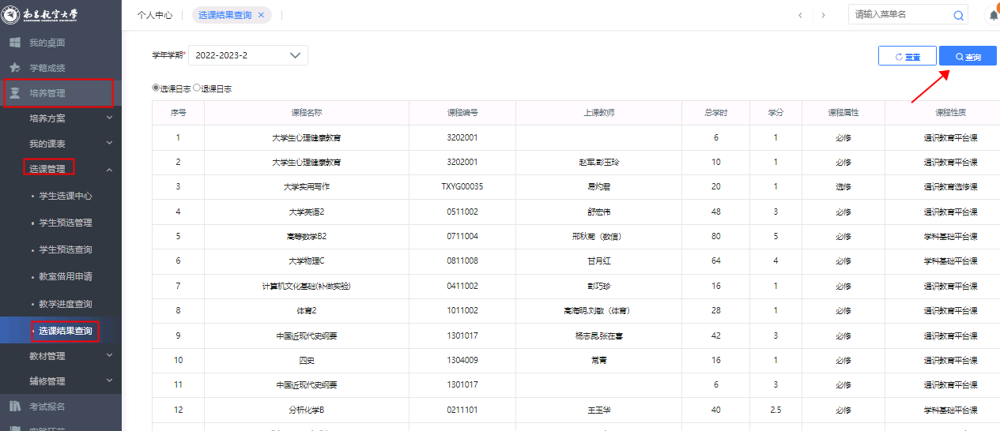 南昌航空大学
NANCHANG HANGKONG UNIVERSITY
个人中心 选课结果查询 ×
请输入菜单名
我的桌面
学籍成绩
培养管理
培养方案
我的课表
选课管理
学生选课中心
学生预选管理
学生预选查询
教室借用申请
教学进度查询
选课结果查询
教材管理
辅修管理
考试报名
学年学期* 2022-2023-2 重置 查询
选课日志 退课日志
序号 课程名称 课程编号 上课教师 总学时 学分 课程属性 课程性质
1 大学生心理健康教育 3202001 6 1 必修 通识教育平台课
2 大学生心理健康教育 3202001 赵军,彭玉玲 10 1 必修 通识教育平台课
3 大学实用写作 TXYG00035 易灼君 20 1 选修 通识教育选修课
4 大学英语2 0511002 舒宏伟 48 3 必修 通识教育平台课
5 高等数学B2 0711004 邢秋菊（数信） 80 5 必修 学科基础平台课
6 大学物理C 0811008 甘月红 64 4 必修 学科基础平台课
7 计算机文化基础(补做实验) 0411002 彭巧珍 16 1 必修 通识教育平台课
8 体育2 1011002 高海明,刘敏（体育） 28 1 必修 通识教育平台课
9 中国近现代史纲要 1301017 杨志昆,张在喜 42 3 必修 通识教育平台课
10 四史 1304009 常青 16 1 必修 通识教育平台课
11 中国近现代史纲要 1301017 6 3 必修 通识教育平台课
12 分析化学B 0211101 王玉华 40 2.5 必修 学科基础平台课